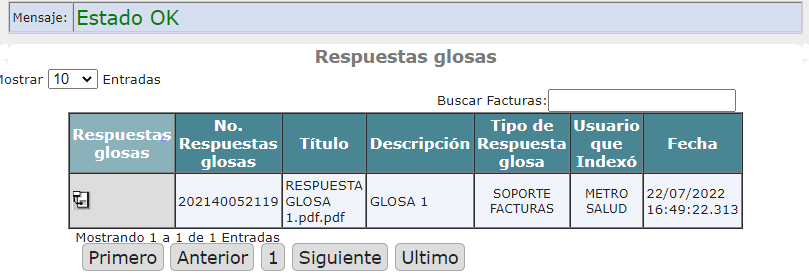 Mensaje: Estado OK
Respuestas glosas
Mostrar 10 Entradas
Buscar Facturas:
Respuestas glosas No. Respuestas glosas Título Descripción Tipo de Respuesta glosa Usuario que Indexó Fecha
202140052119 RESPUESTA GLOSA 1.pdf.pdf GLOSA 1 SOPORTE FACTURAS METRO SALUD 22/07/2022 16:49:22.313
Mostrando 1 a 1 de 1 Entradas
Primero Anterior 1 Siguiente Ultimo